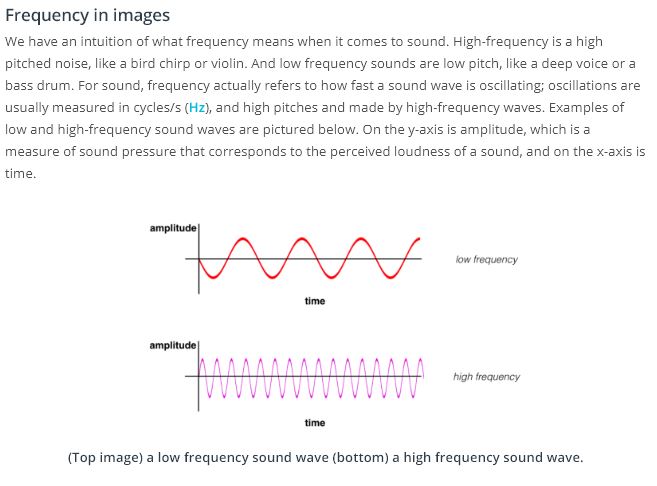 Frequency in images
We have an intuition of what frequency means when it comes to sound. High-frequency is a high
pitched noise, like a bird chirp or violin. And low frequency sounds are low pitch, like a deep voice or a
bass drum. For sound, frequency actually refers to how fast a sound wave is oscillating; oscillations are
usually measured in cycles/s (Hz), and high pitches and made by high-frequency waves. Examples of
low and high-frequency sound waves are pictured below. On the y-axis is amplitude, which is a
measure of sound pressure that corresponds to the perceived loudness of a sound, and on the x-axis is
time.
amplitude
low frequency
time
amplitude
high frequency
time
(Top image) a low frequency sound wave (bottom) a high frequency sound wave.